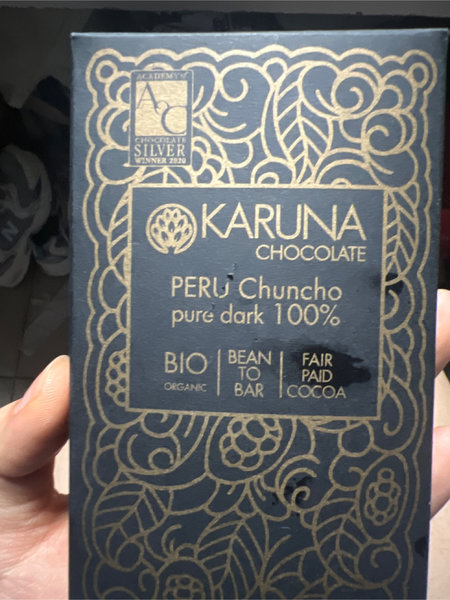 ACADEMY OF
A
C
CHOCOLATE
SILVER
WINNER 2020
KARUNA
CHOCOLATE
PERU Chuncho
pure dark 100%
BIO
ORGANIC
BEAN
TO
BAR
FAIR
PAID
COCOA